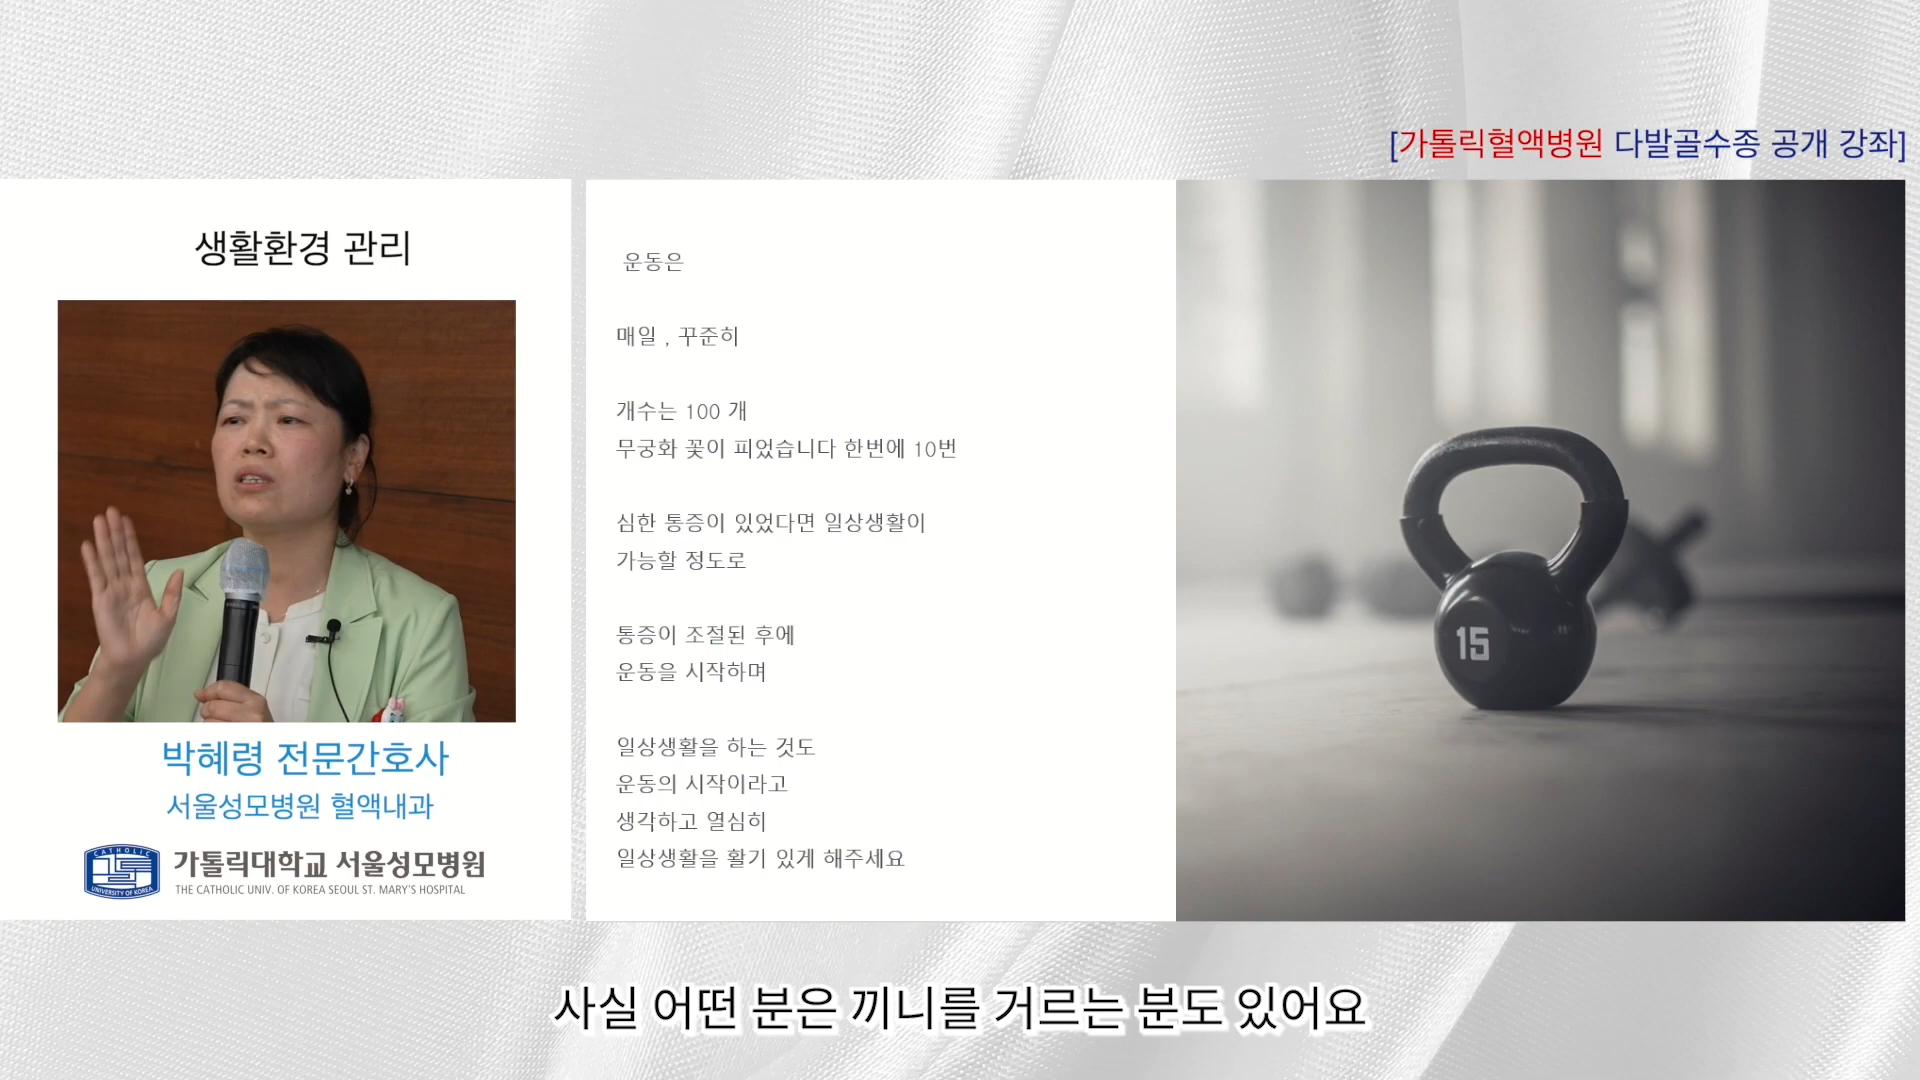 [가톨릭혈액병원 다발골수종 공개 강좌]
생활환경 관리
박혜령 전문간호사
서울성모병원 혈액내과
CATHOLIC
UNIVERSITY OF KOREA
가톨릭대학교 서울성모병원
THE CATHOLIC UNIV. OF KOREA SEOUL ST. MARY'S HOSPITAL
운동은
매일 , 꾸준히
개수는 100 개
무궁화 꽃이 피었습니다 한번에 10번
심한 통증이 있었다면 일상생활이
가능할 정도로
통증이 조절된 후에
운동을 시작하며
일상생활을 하는 것도
운동의 시작이라고
생각하고 열심히
일상생활을 활기 있게 해주세요
15
사실 어떤 분은 끼니를 거르는 분도 있어요